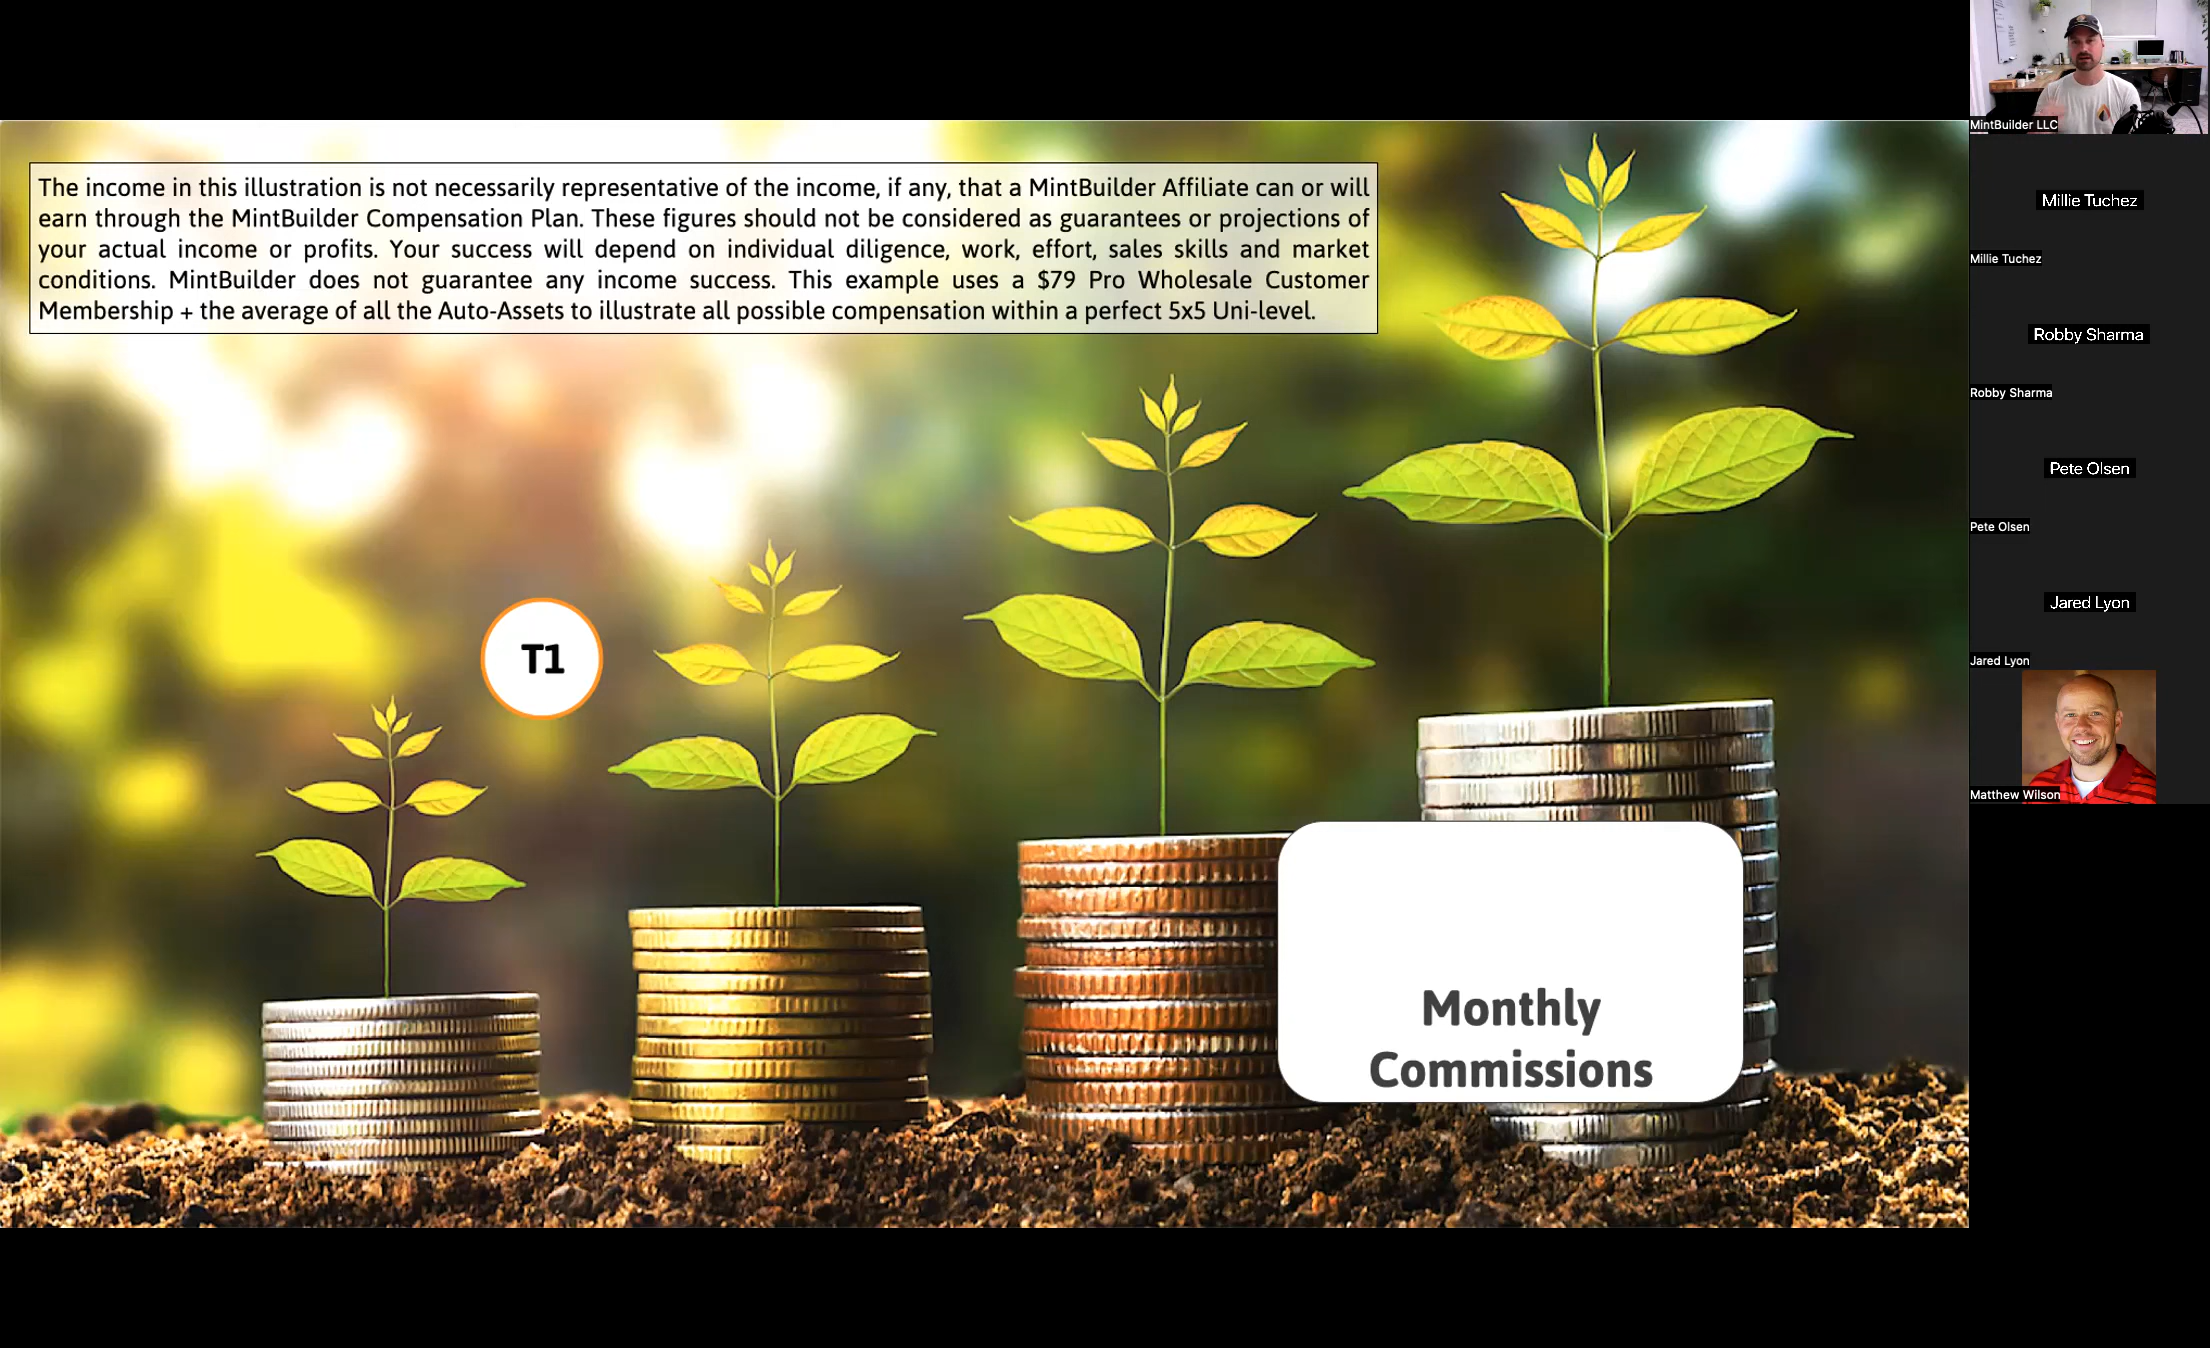 The income in this illustration is not necessarily representative of the income, if any, that a MintBuilder Affiliate can or will
earn through the MintBuilder Compensation Plan. These figures should not be considered as guarantees or projections of
your actual income or profits. Your success will depend on individual diligence, work, effort, sales skills and market
conditions. MintBuilder does not guarantee any income success. This example uses a $79 Pro Wholesale Customer
Membership + the average of all the Auto-Assets to illustrate all possible compensation within a perfect 5x5 Uni-level.
T1
Monthly
Commissions
MintBuilder LLC
Millie Tuchez
Millie Tuchez
Robby Sharma
Robby Sharma
Pete Olsen
Pete Olsen
Jared Lyon
Jared Lyon
Matthew Wilson